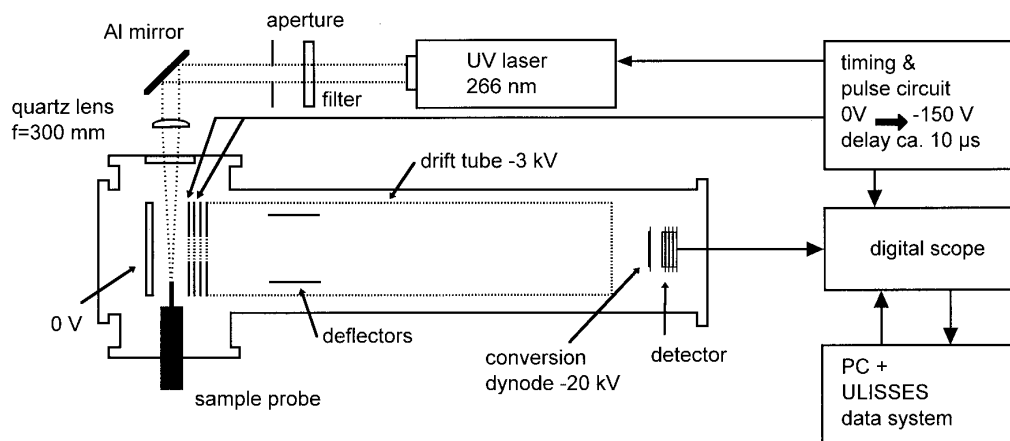 aperture
Al mirror
UV laser
266 nm
filter
quartz lens
f=300 mm
timing &
pulse circuit
0V -150 V
delay ca. 10 µs
drift tube -3 kV
digital scope
0 V
deflectors
conversion
dynode -20 kV
detector
sample probe
PC +
ULISSES
data system